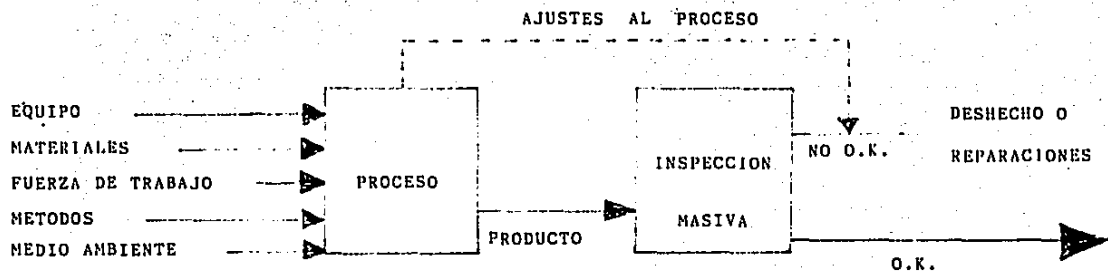 AJUSTES AL PROCESO
EQUIPO
MATERIALES
FUERZA DE TRABAJO
METODOS
MEDIO AMBIENTE
PROCESO
PRODUCTO
INSPECCION
MASIVA
NO O.K.
DESHECHO O
REPARACIONES
O.K.